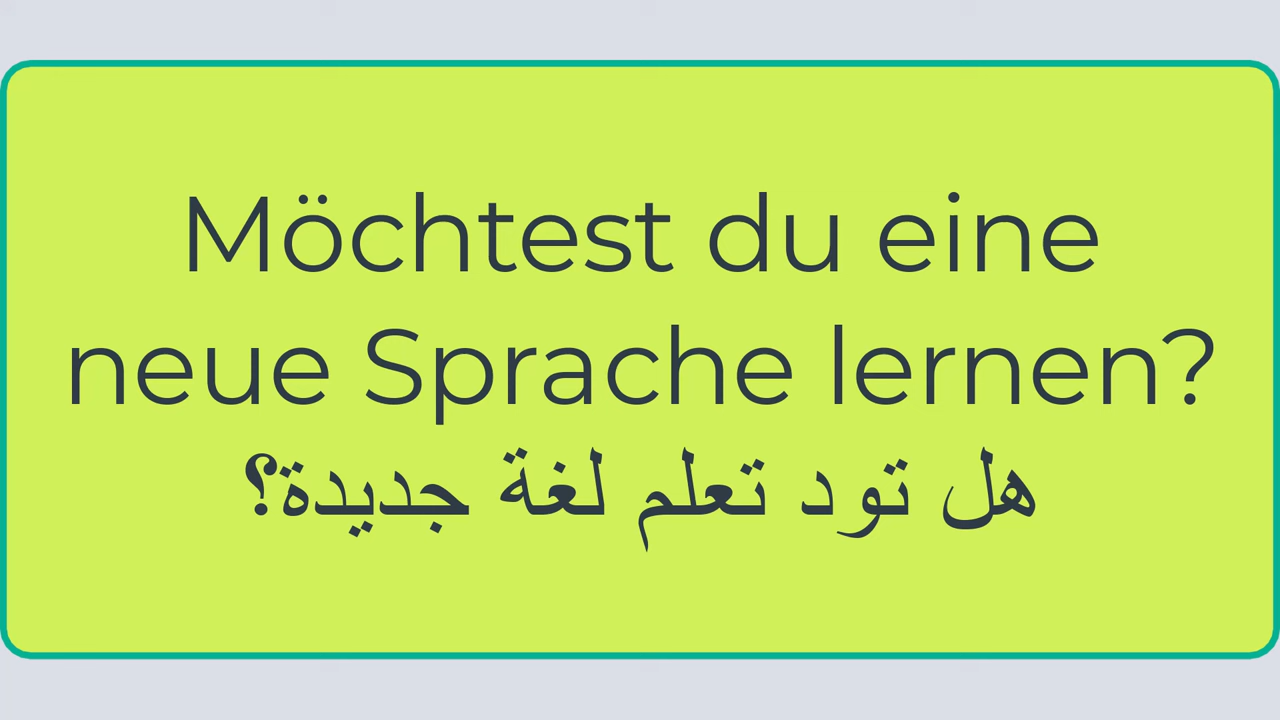 Möchtest du eine
neue Sprache lernen?
هل تود تعلم لغة جديدة؟